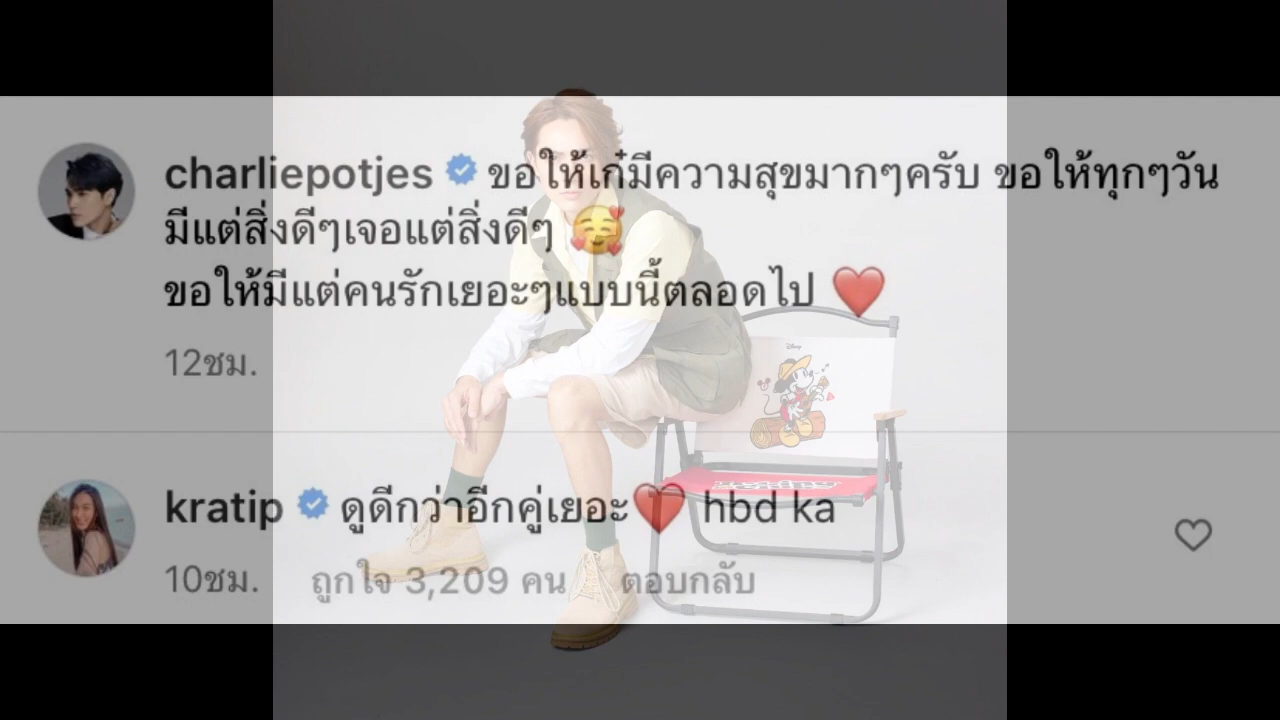 charliepotjes ขอให้เก๋มีความสุขมากๆครับ ขอให้ทุกๆวัน
มีแต่สิ่งดีๆเจอแต่สิ่งดีๆ 🥰
ขอให้มีแต่คนรักเยอะๆแบบนี้ตลอดไป ❤️
12ชม.
Disney
kratip ดูดีกว่าอีกคู่เยอะ❤️ hbd ka
10ชม. ถูกใจ 3,209 คน ตอบกลับ